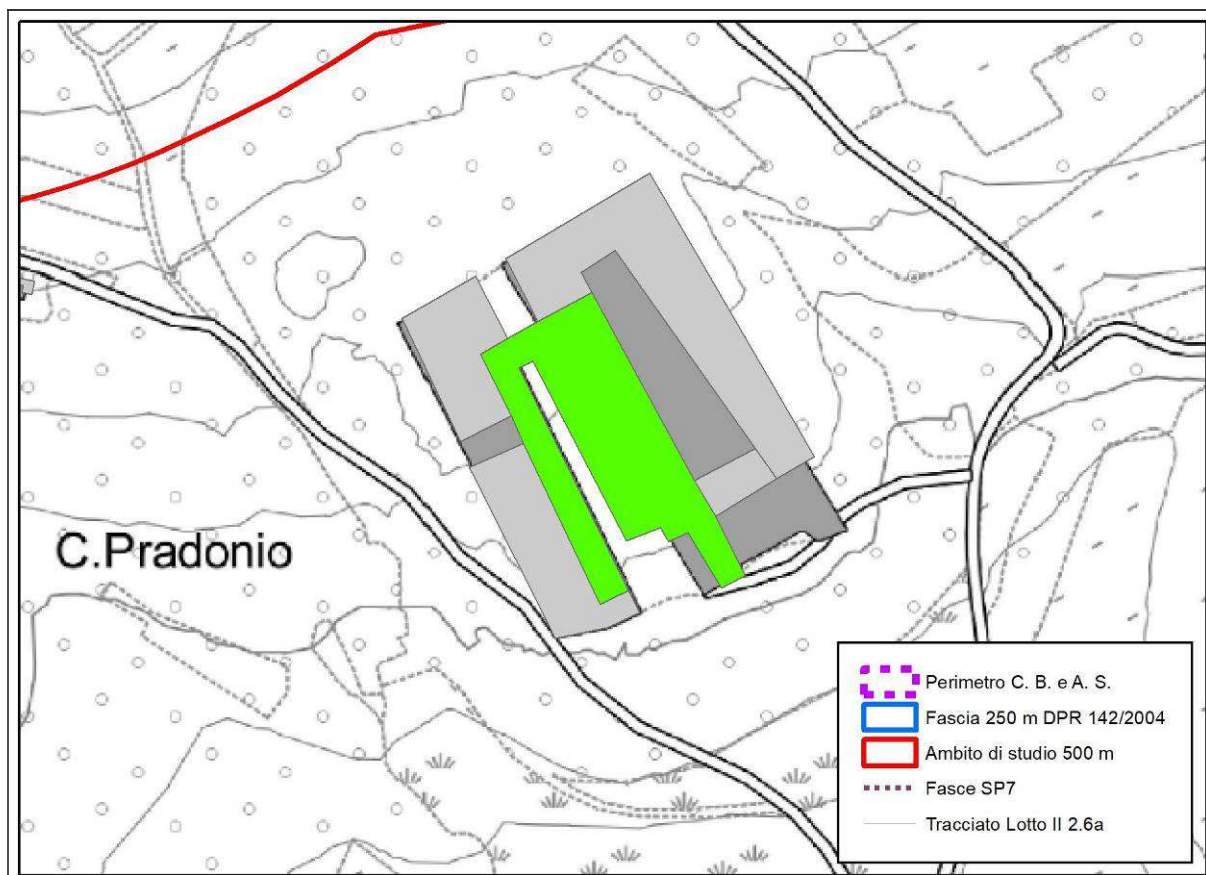 C.Pradonio
Perimetro C. B. e A. S.
Fascia 250 m DPR 142/2004
Ambito di studio 500 m
Fasce SP7
Tracciato Lotto II 2.6a